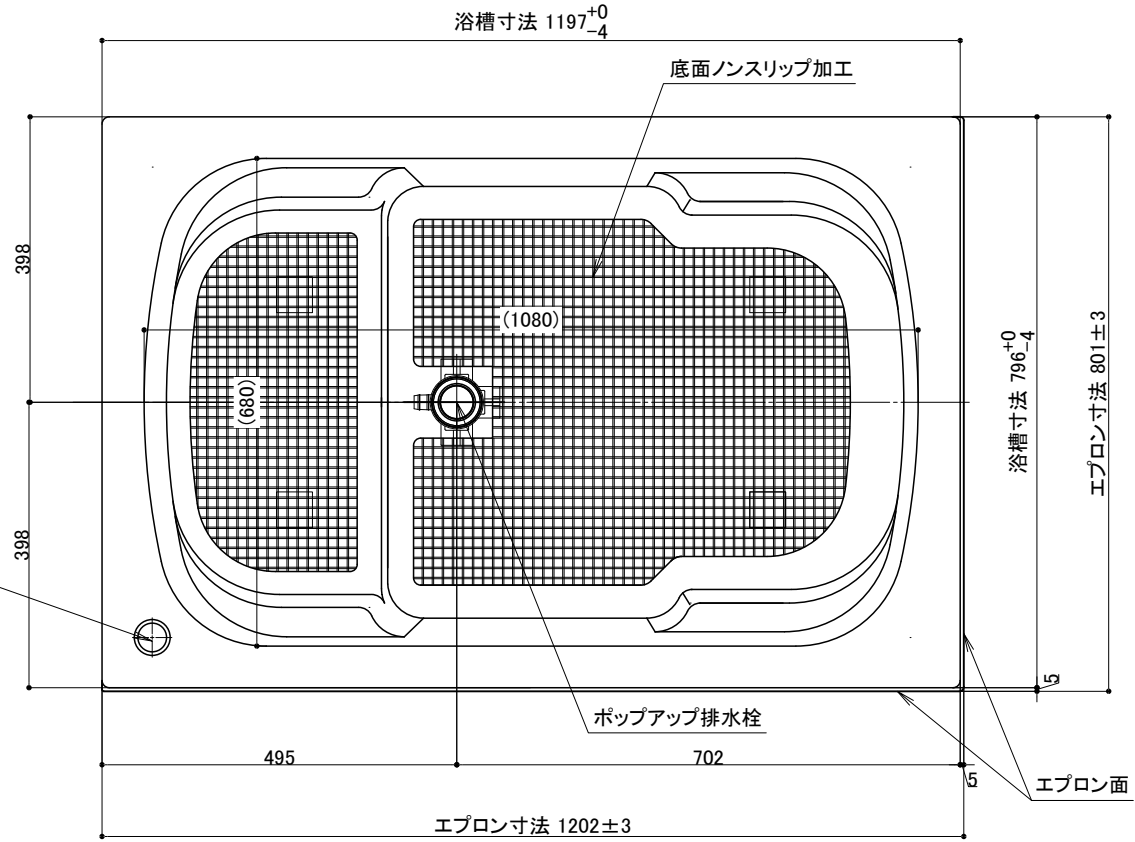 浴槽寸法 1197 +0 -4
底面ノンスリップ加工
398
(1080)
(680)
浴槽寸法 796 +0 -4
エプロン寸法 801±3
398
5
ポップアップ排水栓
495
702
5
エプロン面
エプロン寸法 1202±3